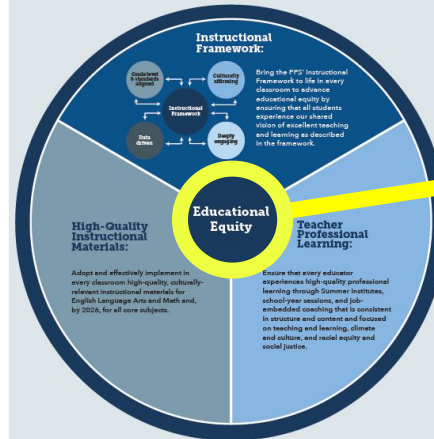 Instructional
Framework:
Grade level
& standards
aligned
Culturally
affirming
Instructional
Framework
Data
driven
Deeply
engaging
Bring the PPS' Instructional
Framework to life in every
classroom to advance
educational equity by
ensuring that all students
experience our shared
vision of excellent teaching
and learning as described
in the framework.
Educational
Equity
High-Quality
Instructional
Materials:
Adopt and effectively implement in
every classroom high-quality, culturally-
relevant instructional materials for
English Language Arts and Math and,
by 2026, for all core subjects.
Teacher
Professional
Learning:
Ensure that every educator
experiences high-quality professional
learning through Summer Institutes,
school-year sessions, and job-
embedded coaching that is consistent
in structure and content and focused
on teaching and learning, climate
and culture, and racial equity and
social justice.